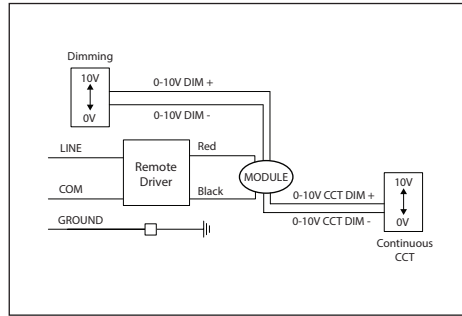 Dimming
10V
0V
0-10V DIM +
0-10V DIM -
LINE
COM
GROUND
Remote
Driver
Red
Black
MODULE
0-10V CCT DIM +
0-10V CCT DIM -
10V
0V
Continuous
CCT